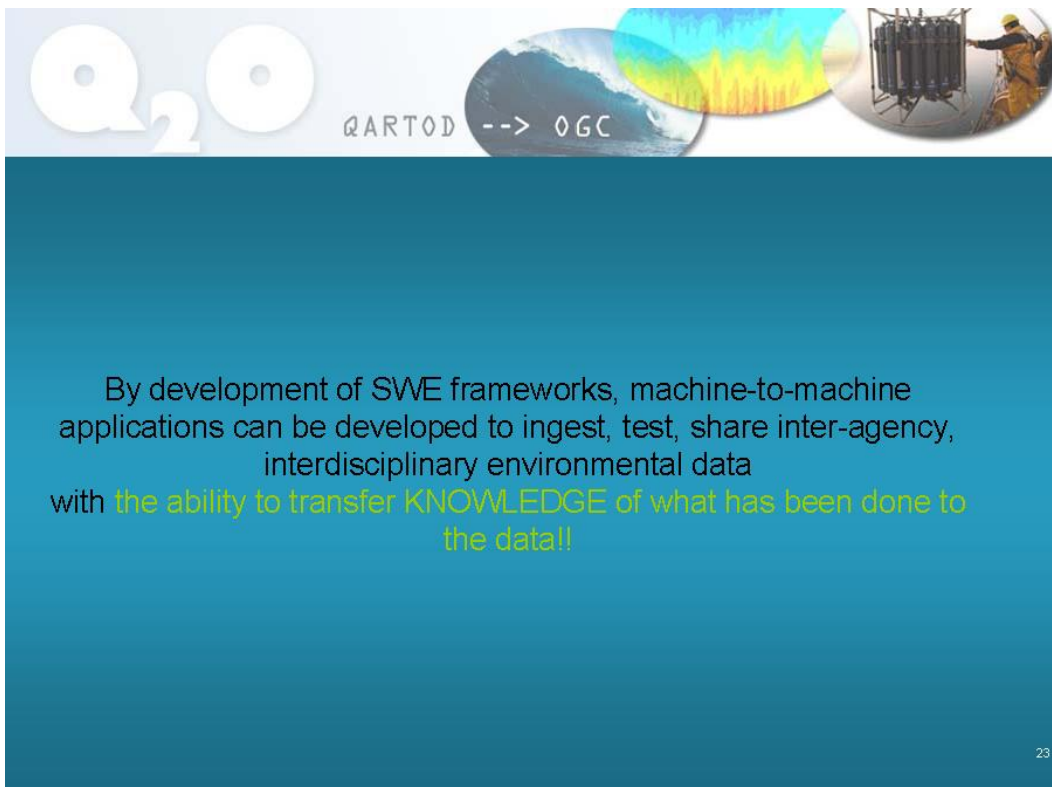 Q2O
QARTOD --> OGC
By development of SWE frameworks, machine-to-machine
applications can be developed to ingest, test, share inter-agency,
interdisciplinary environmental data
with the ability to transfer KNOWLEDGE of what has been done to
the data!!
23